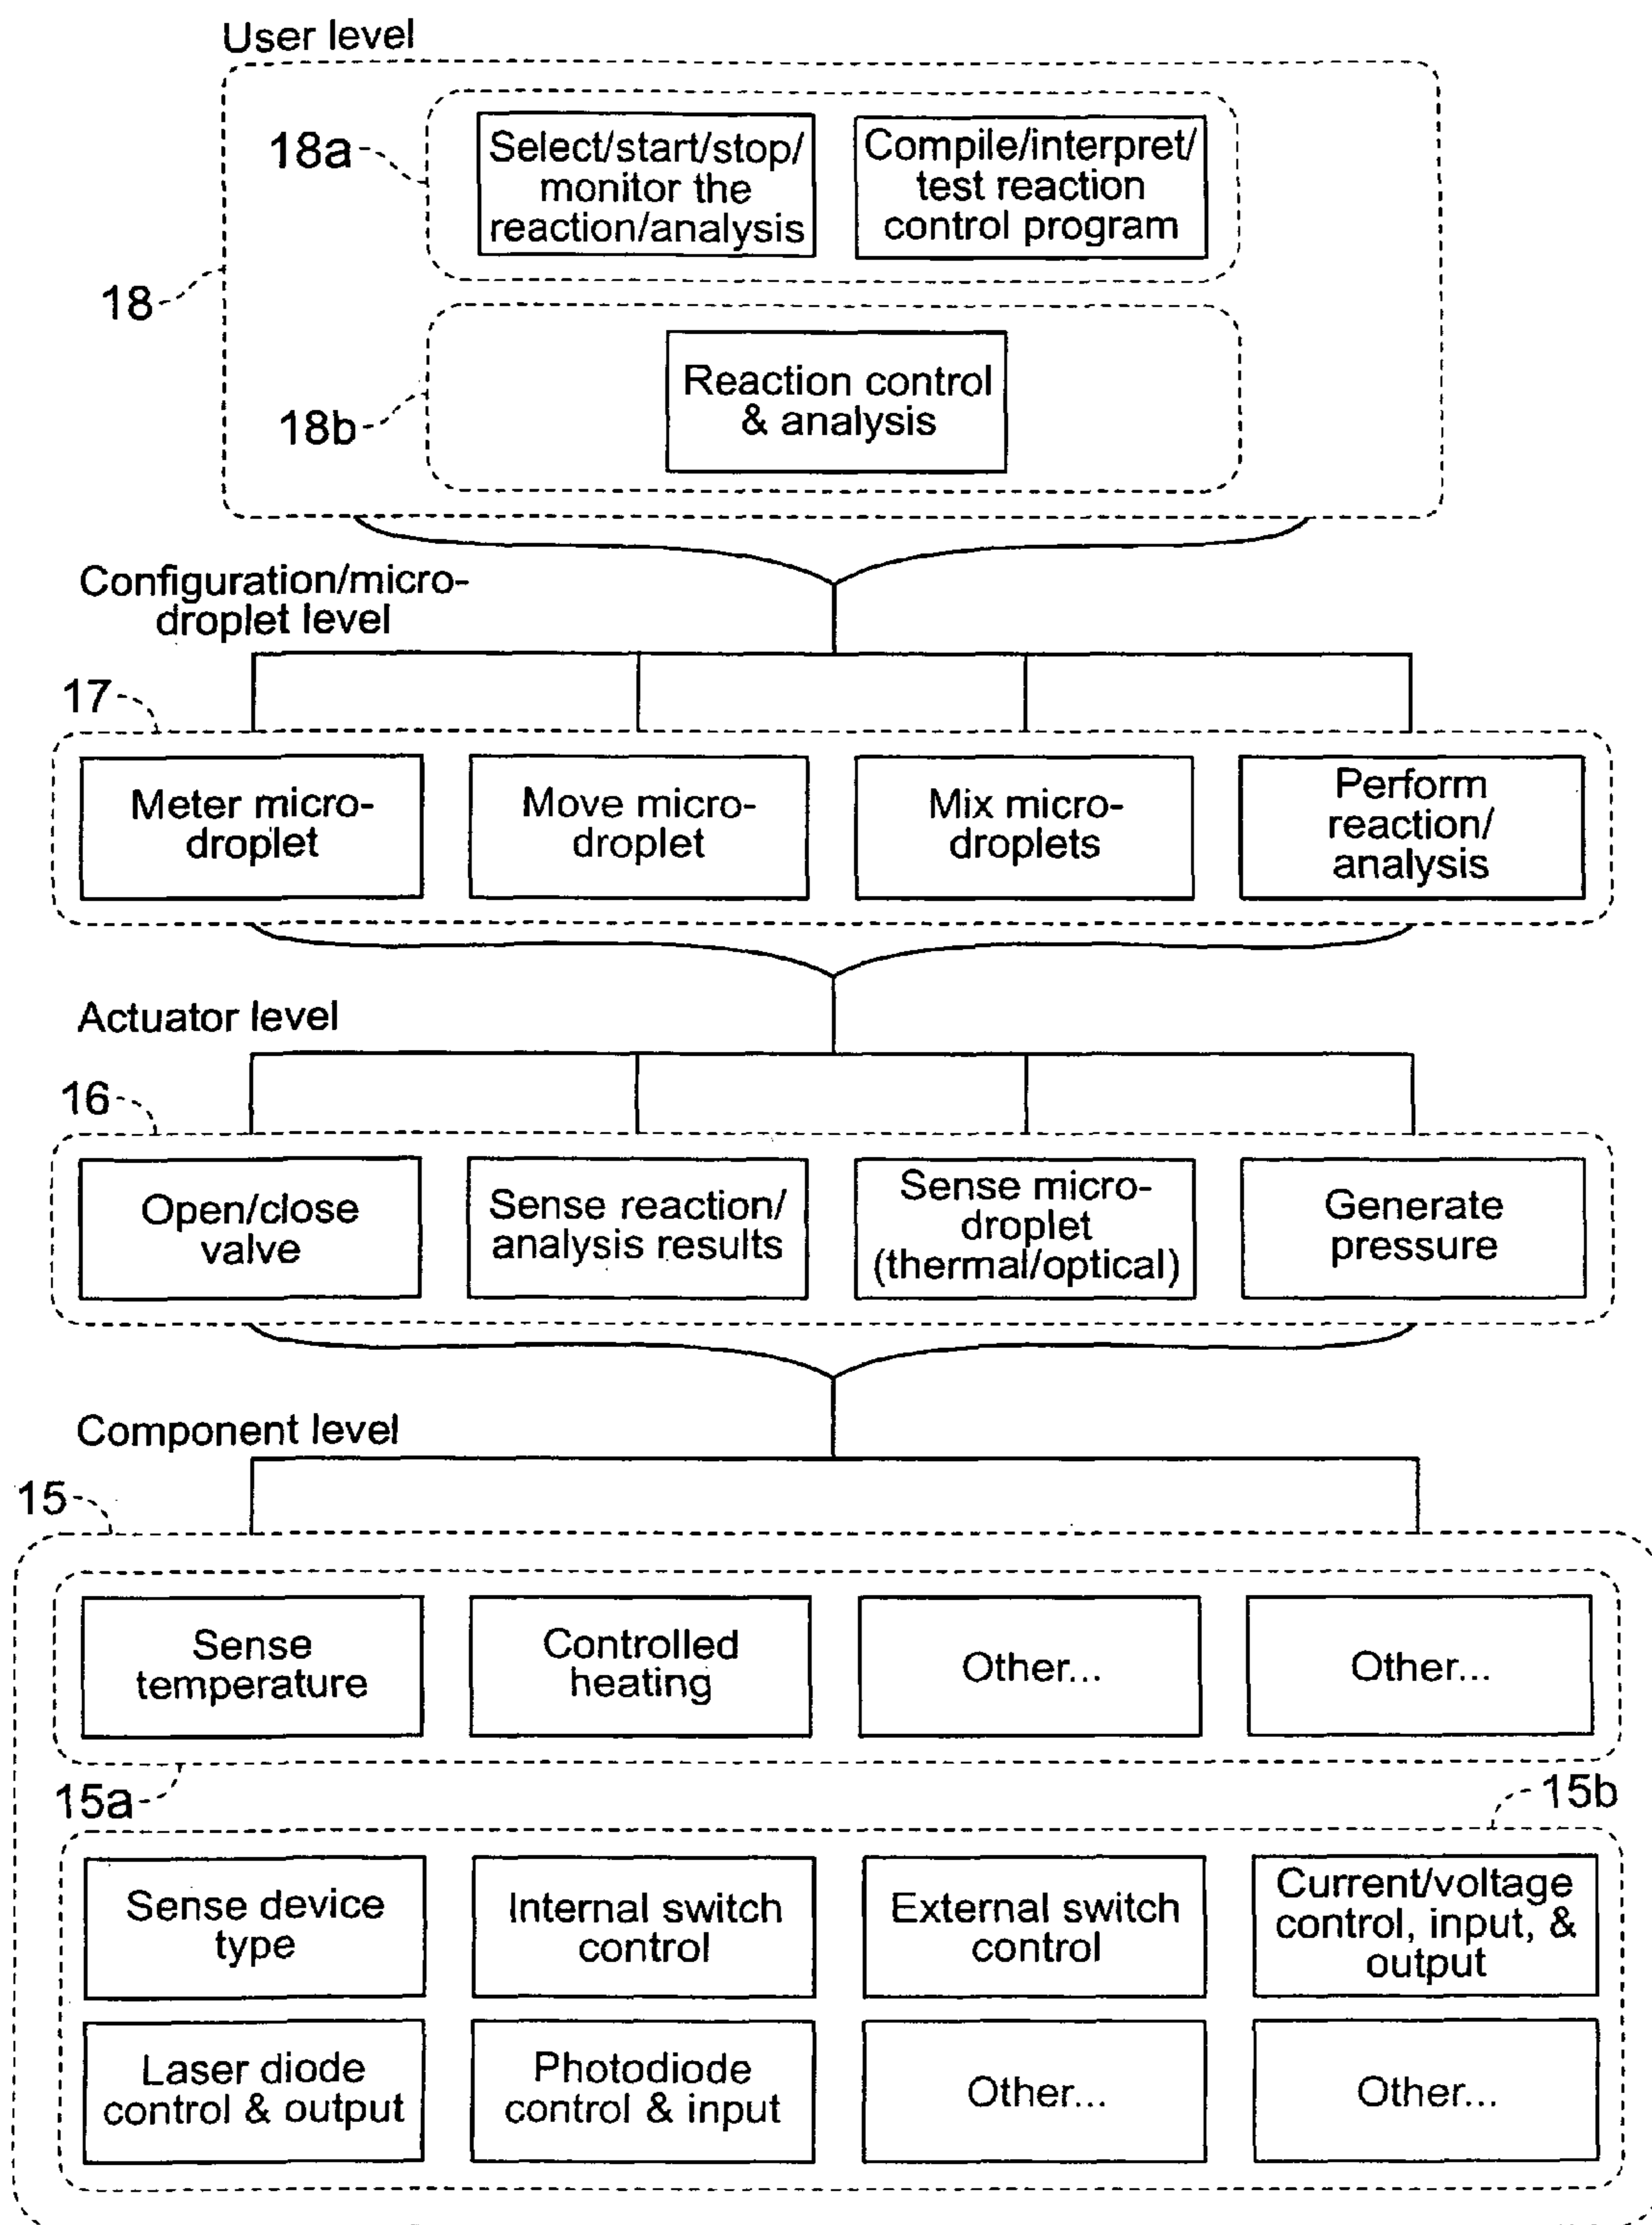 User level
18a
Select/start/stop/
monitor the
reaction/analysis
Compile/interpret/
test reaction
control program
18
18b
Reaction control
& analysis
Configuration/micro-
droplet level
17
Meter micro-
droplet
Move micro-
droplet
Mix micro-
droplets
Perform
reaction/
analysis
Actuator level
16
Open/close
valve
Sense reaction/
analysis results
Sense micro-
droplet
(thermal/optical)
Generate
pressure
Component level
15
Sense
temperature
Controlled
heating
Other...
Other...
15a
15b
Sense device
type
Internal switch
control
External switch
control
Current/voltage
control, input, &
output
Laser diode
control & output
Photodiode
control & input
Other...
Other...